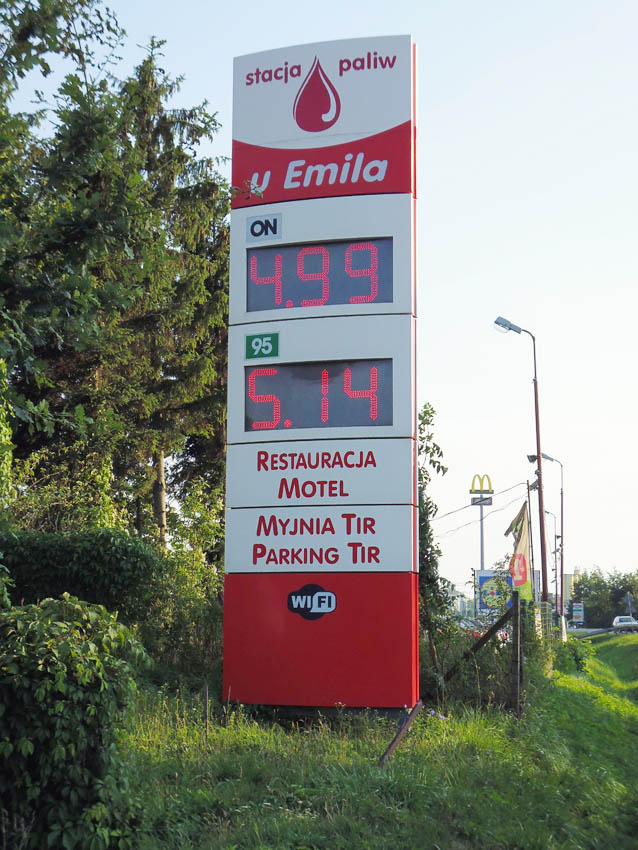 stacja paliw
u Emila
ON
4.99
95
5.14
RESTAURACJA
MOTEL
MYJNIA TIR
PARKING TIR
WiFi